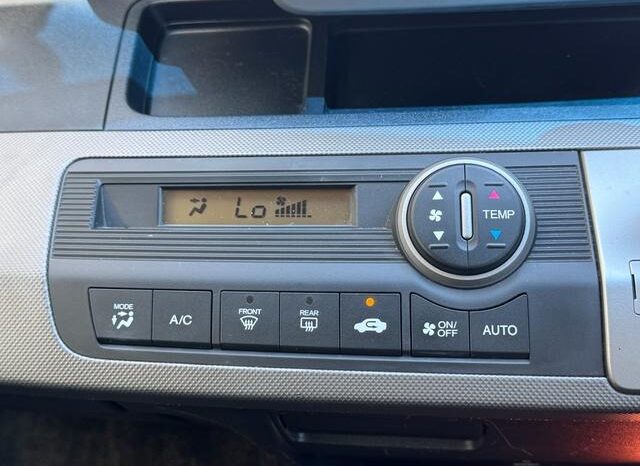 Lo
TEMP
MODE
A/C
FRONT
REAR
ON/
OFF
AUTO